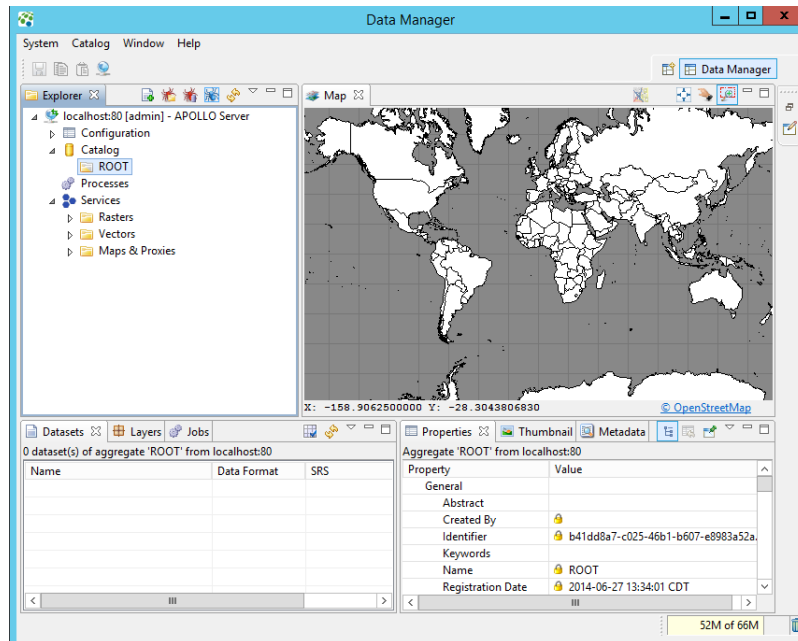 Data Manager
System Catalog Window Help
Data Manager
Explorer
localhost:80 [admin] - APOLLO Server
Configuration
Catalog
ROOT
Processes
Services
Rasters
Vectors
Maps & Proxies
Map
X: -158.9062500000 Y: -28.3043806830
© OpenStreetMap
Datasets Layers Jobs
0 dataset(s) of aggregate 'ROOT' from localhost:80
Name Data Format SRS
Properties Thumbnail Metadata
Aggregate 'ROOT' from localhost:80
Property Value
General
Abstract
Created By
Identifier b41dd8a7-c025-46b1-b607-e8983a52a.
Keywords
Name ROOT
Registration Date 2014-06-27 13:34:01 CDT
52M of 66M